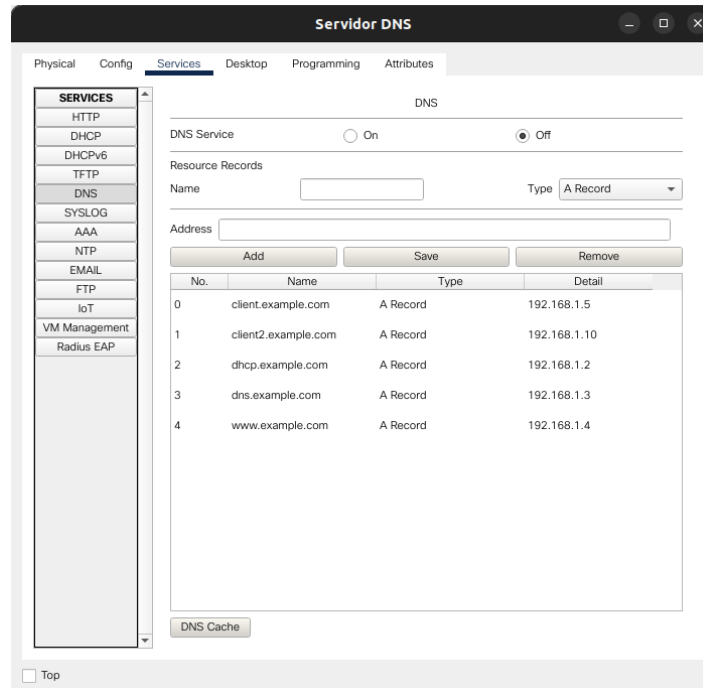 Servidor DNS
Physical Config Services Desktop Programming Attributes
SERVICES
HTTP
DHCP
DHCPv6
TFTP
DNS
SYSLOG
AAA
NTP
EMAIL
FTP
IoT
VM Management
Radius EAP
DNS
DNS Service On Off
Resource Records
Name Type A Record
Address
Add Save Remove
No. Name Type Detail
0 client.example.com A Record 192.168.1.5
1 client2.example.com A Record 192.168.1.10
2 dhcp.example.com A Record 192.168.1.2
3 dns.example.com A Record 192.168.1.3
4 www.example.com A Record 192.168.1.4
DNS Cache
Top